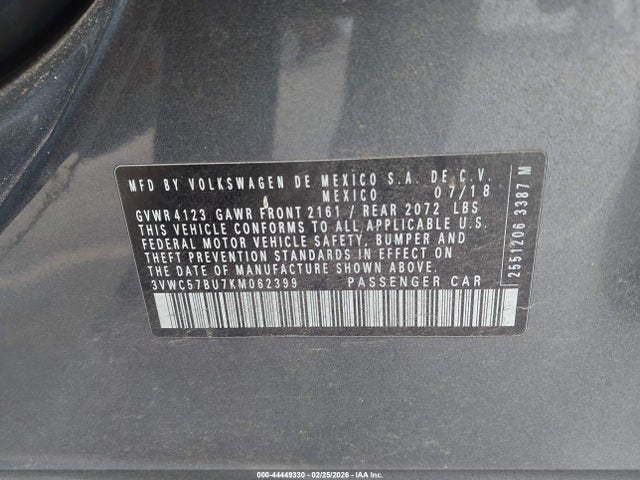 MFD BY VOLKSWAGEN DE MEXICO S.A. DE C.V.
MEXICO 07/18
GVWR 4123 GAWR FRONT 2161 / REAR 2072 LBS
THIS VEHICLE CONFORMS TO ALL APPLICABLE U.S.
FEDERAL MOTOR VEHICLE SAFETY, BUMPER AND
THEFT PREVENTION STANDARDS IN EFFECT ON
THE DATE OF MANUFACTURE SHOWN ABOVE.
3VWC57BU7KM062399 PASSENGER CAR
2551206 3387 M
000-44449330 - 02/25/2026 - IAA Inc.